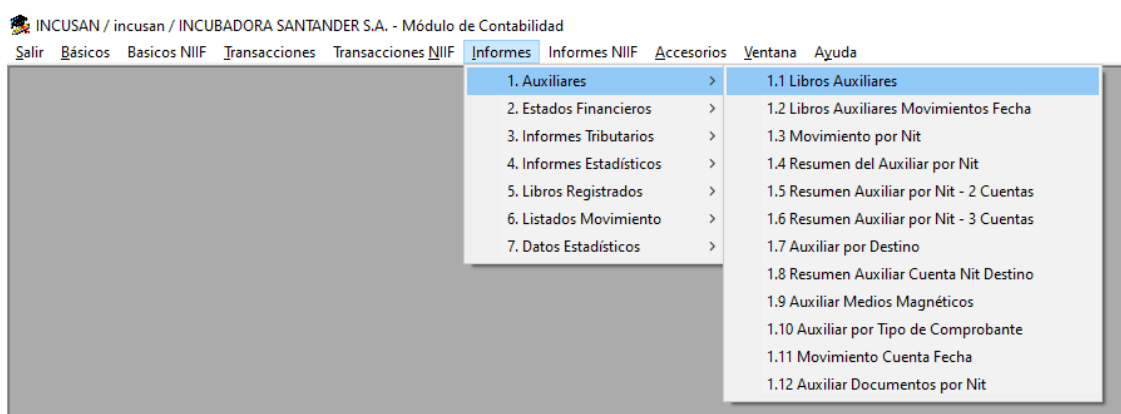 INCUSAN / incusan / INCUBADORA SANTANDER S.A. - Módulo de Contabilidad
Salir Básicos Basicos NIIF Transacciones Transacciones NIIF Informes Informes NIIF Accesorios Ventana Ayuda
1. Auxiliares >
2. Estados Financieros >
3. Informes Tributarios >
4. Informes Estadísticos >
5. Libros Registrados >
6. Listados Movimiento >
7. Datos Estadísticos >
1.1 Libros Auxiliares
1.2 Libros Auxiliares Movimientos Fecha
1.3 Movimiento por Nit
1.4 Resumen del Auxiliar por Nit
1.5 Resumen Auxiliar por Nit - 2 Cuentas
1.6 Resumen Auxiliar por Nit - 3 Cuentas
1.7 Auxiliar por Destino
1.8 Resumen Auxiliar Cuenta Nit Destino
1.9 Auxiliar Medios Magnéticos
1.10 Auxiliar por Tipo de Comprobante
1.11 Movimiento Cuenta Fecha
1.12 Auxiliar Documentos por Nit